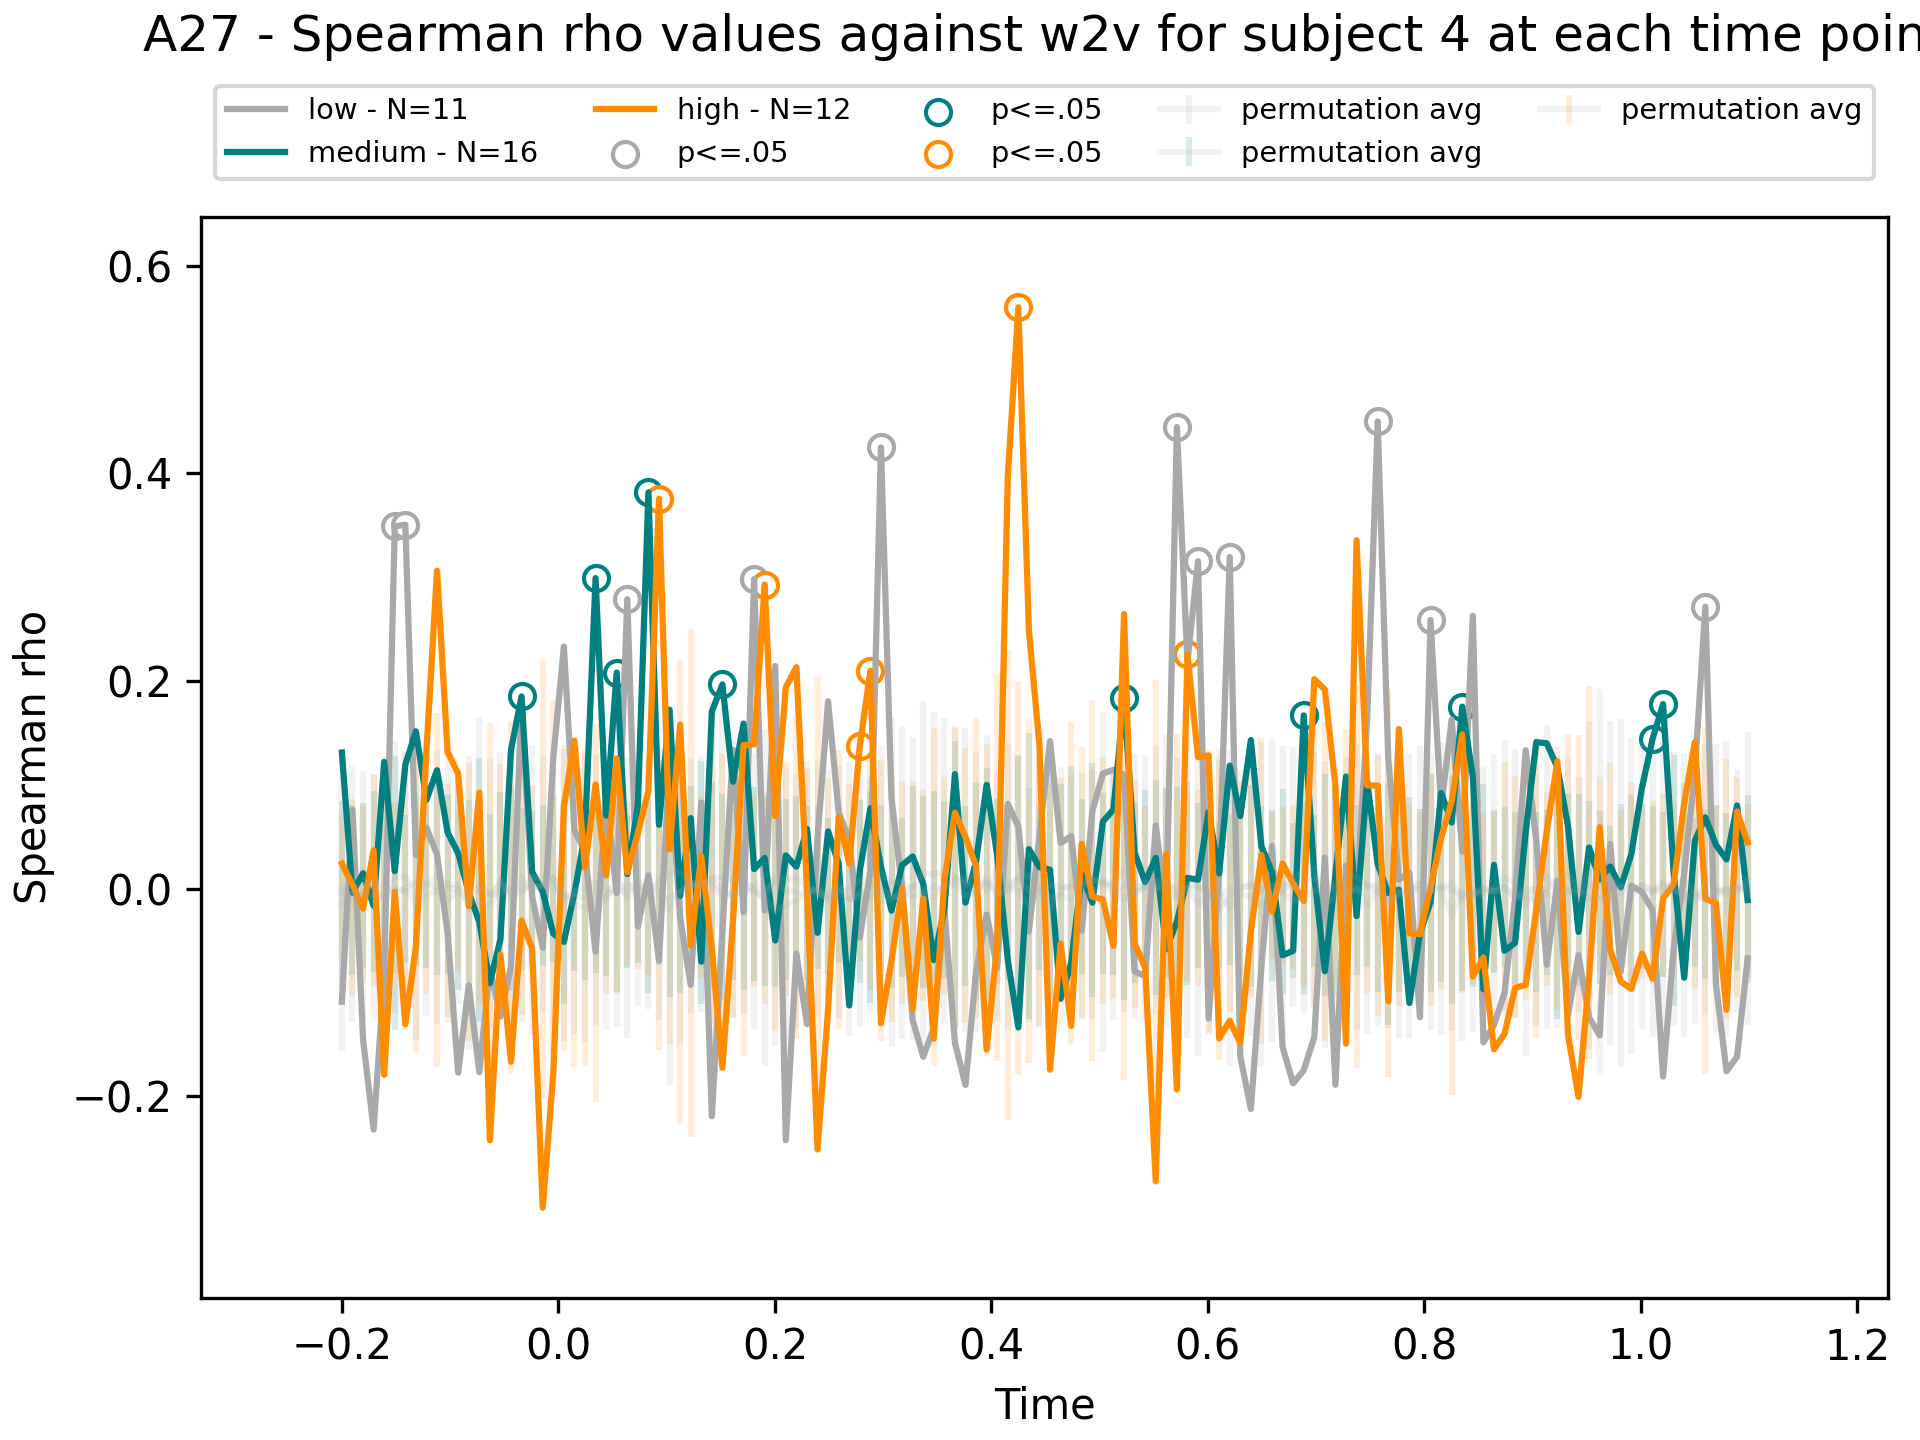 A27 - Spearman rho values against w2v for subject 4 at each time poin
low - N=11 high - N=12 p<=.05 permutation avg permutation avg
medium - N=16 p<=.05 p<=.05 permutation avg
0.6
0.4
0.2
0.0
−0.2
Spearman rho
−0.2 0.0 0.2 0.4 0.6 0.8 1.0 1.2
Time